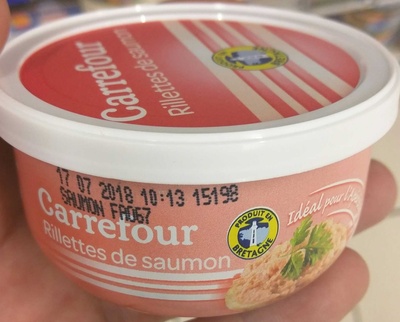 Carrefour
Rillettes de saumon
17 07 2018 10:13 15198
SAUMON FAO67
Carrefour
Rillettes de saumon
PRODUIT EN
BRETAGNE
Idéal pour